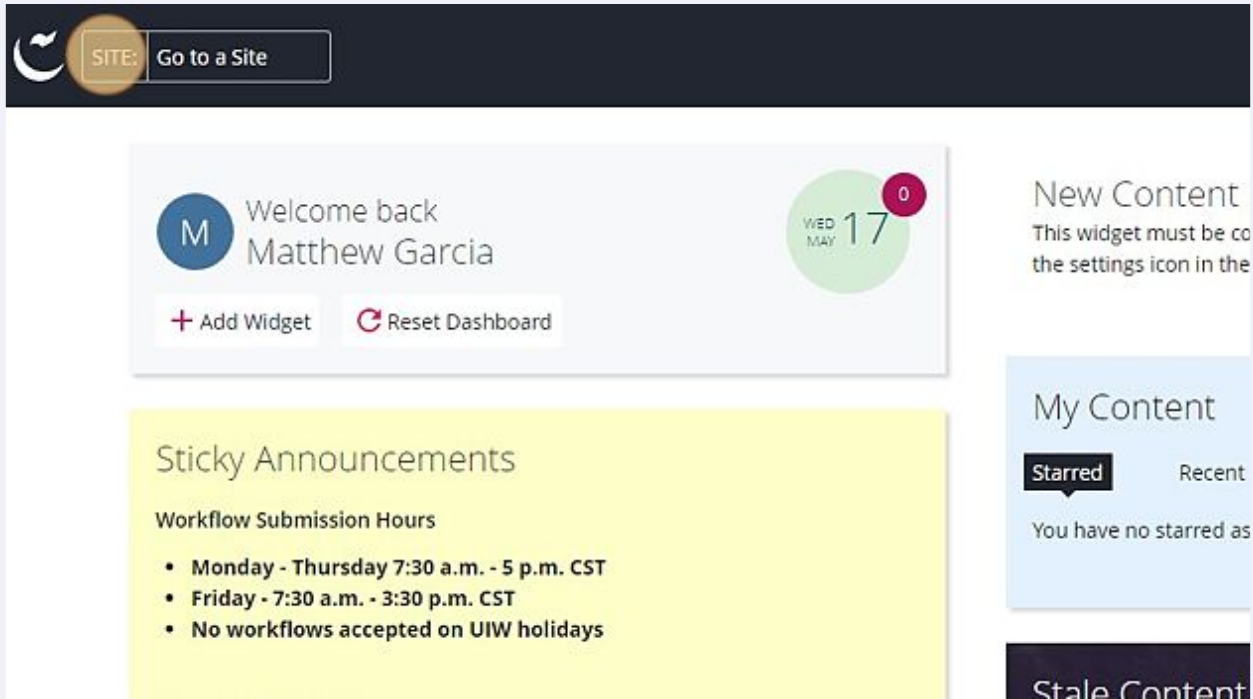 SITE: Go to a Site
Welcome back
M
Matthew Garcia
0
WED
MAY 17
+ Add Widget
Reset Dashboard
Sticky Announcements
Workflow Submission Hours
• Monday - Thursday 7:30 a.m. - 5 p.m. CST
• Friday - 7:30 a.m. - 3:30 p.m. CST
• No workflows accepted on UIW holidays
New Content
This widget must be co
the settings icon in the
My Content
Starred Recent
You have no starred as
Stale Content